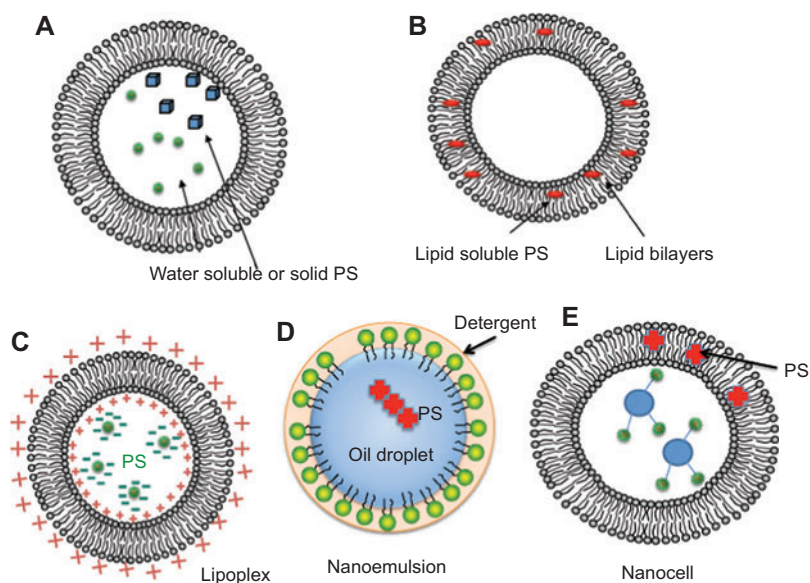 A
B
Water soluble or solid PS
Lipid soluble PS
Lipid bilayers
C
D
E
Detergent
PS
PS
PS
Oil droplet
Lipoplex
Nanoemulsion
Nanocell